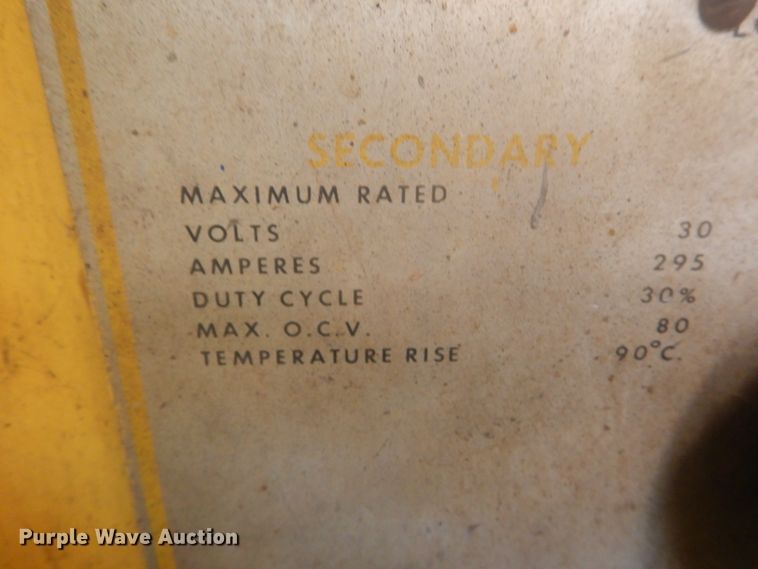 SECONDARY
MAXIMUM RATED
VOLTS 30
AMPERES 295
DUTY CYCLE 30%
MAX. O.C.V. 80
TEMPERATURE RISE 90°C.
Purple Wave Auction